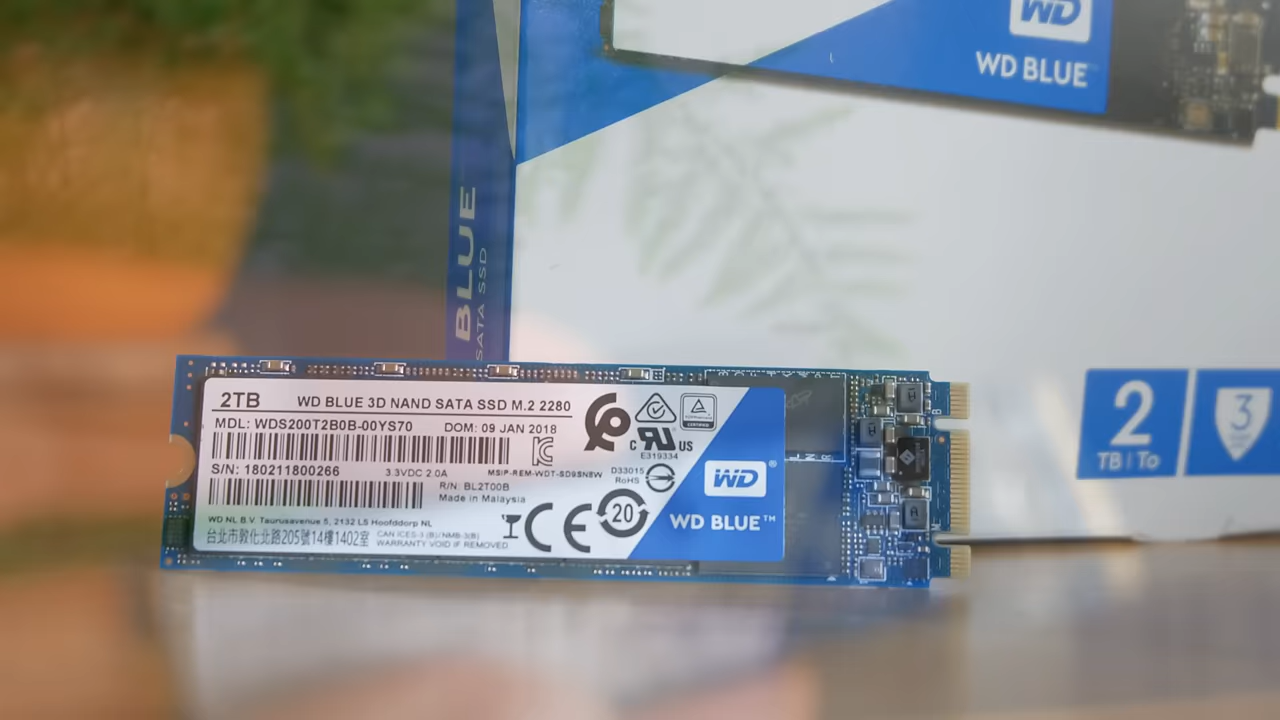 WD
WD BLUE™
BLUE
SATA SSD
2
TB | To
3
2TB
WD BLUE 3D NAND SATA SSD M.2 2280
MDL: WDS200T2B0B-00YS70
DOM: 09 JAN 2018
S/N: 180211800266
3.3VDC 2.0A
MSIP-REM-WDT-SD9SN8W
R/N: BL2T00B
Made in Malaysia
WD NL B.V. Taurusavenue 5, 2132 LS Hoofddorp NL
台北市敦化北路205號14樓1402室
CAN ICES-3 (B)/NMB-3(B)
WARRANTY VOID IF REMOVED
C US
E319334
D33015
RoHS
CE
20
WD®
WD BLUE™
B